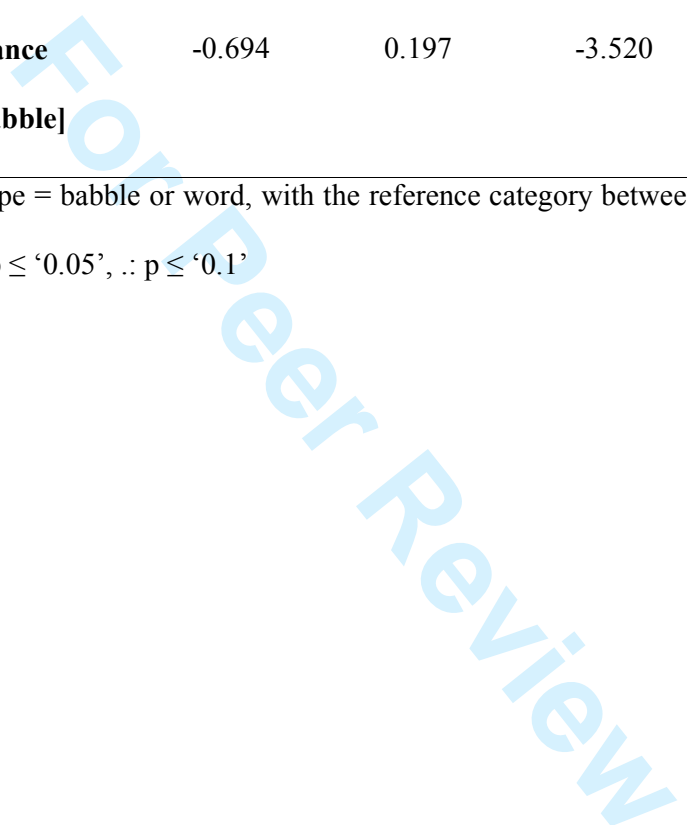 ance -0.694 0.197 -3.520
bble]
pe = babble or word, with the reference category betwee
≤ ‘0.05’, .: p ≤ ‘0.1’
For Peer Review